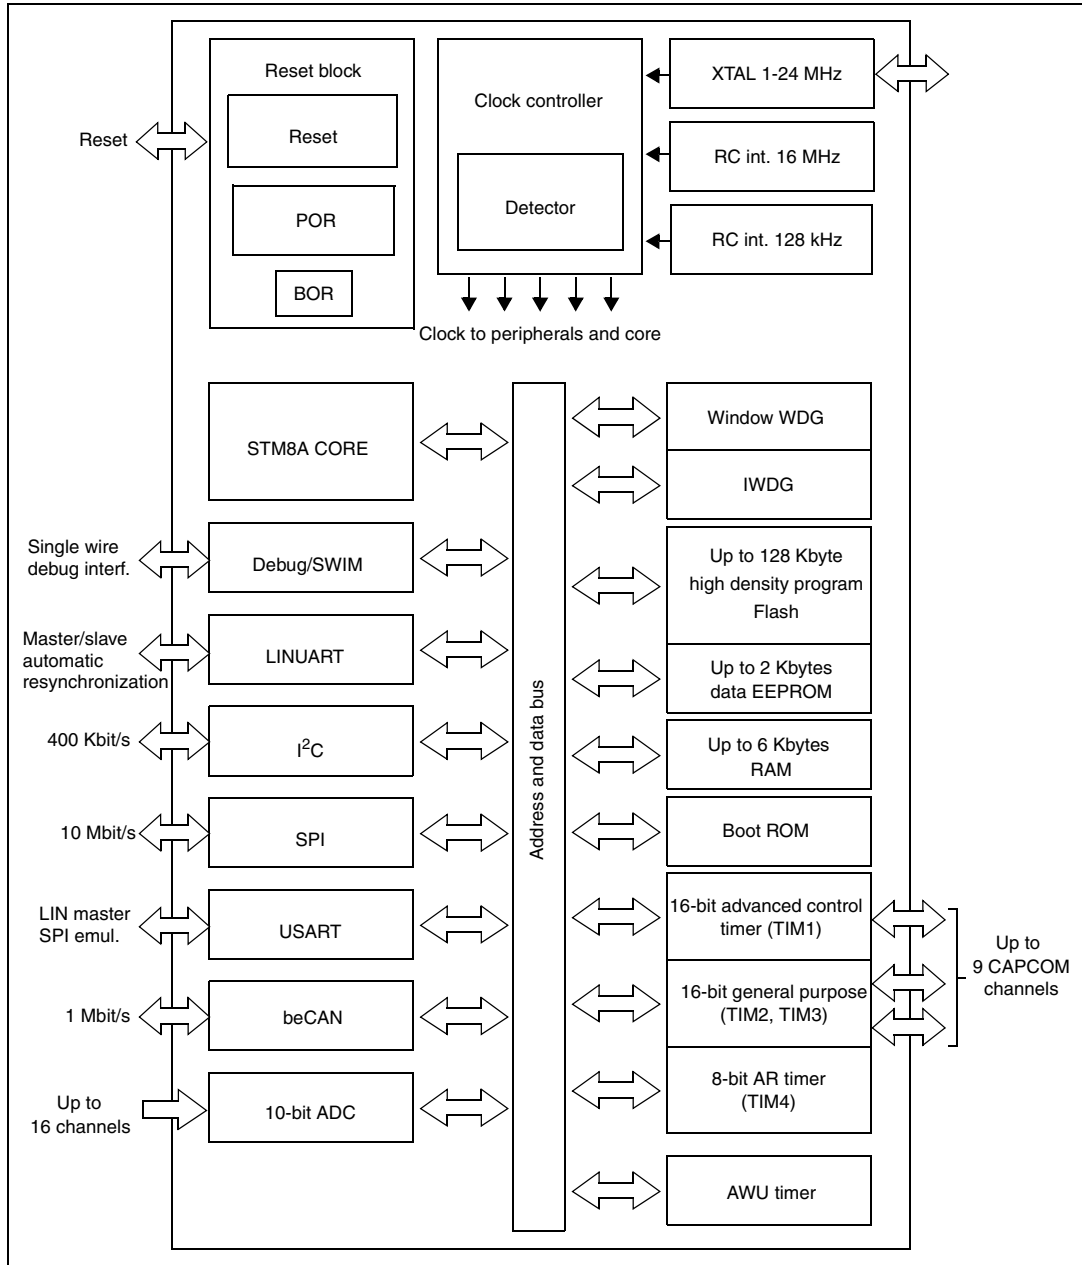 Reset block
Reset
POR
BOR
Reset
Clock controller
Detector
XTAL 1-24 MHz
RC int. 16 MHz
RC int. 128 kHz
Clock to peripherals and core
STM8A CORE
Single wire
debug interf.
Debug/SWIM
Master/slave
automatic
resynchronization
LINUART
400 Kbit/s
I²C
10 Mbit/s
SPI
LIN master
SPI emul.
USART
1 Mbit/s
beCAN
Up to
16 channels
10-bit ADC
Address and data bus
Window WDG
IWDG
Up to 128 Kbyte
high density program
Flash
Up to 2 Kbytes
data EEPROM
Up to 6 Kbytes
RAM
Boot ROM
16-bit advanced control
timer (TIM1)
16-bit general purpose
(TIM2, TIM3)
8-bit AR timer
(TIM4)
AWU timer
Up to
9 CAPCOM
channels